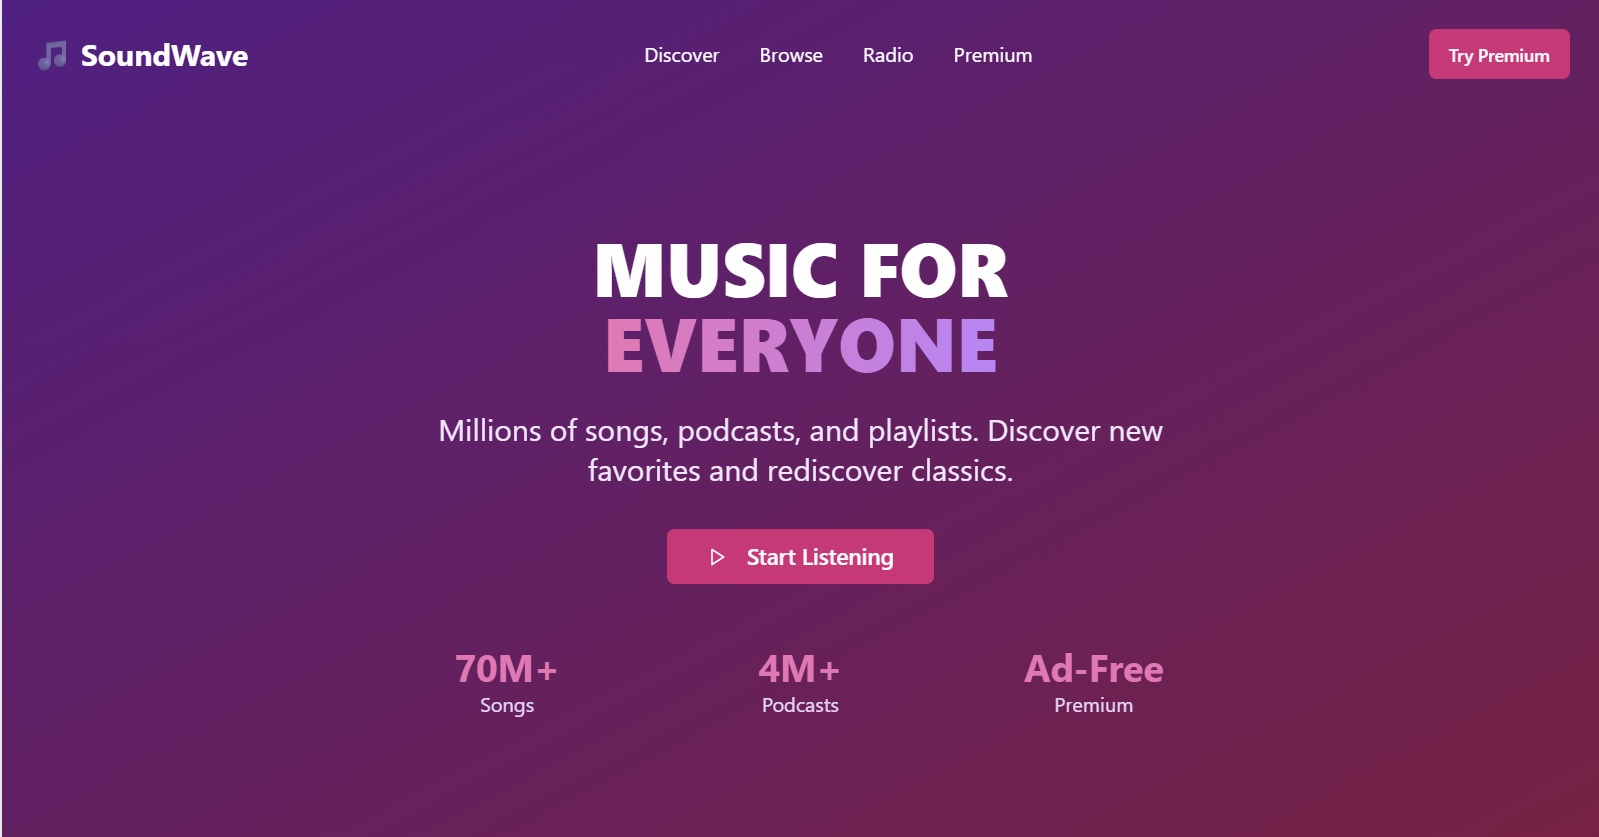 SoundWave
Discover
Browse
Radio
Premium
Try Premium
MUSIC FOR
EVERYONE
Millions of songs, podcasts, and playlists. Discover new
favorites and rediscover classics.
Start Listening
70M+
Songs
4M+
Podcasts
Ad-Free
Premium